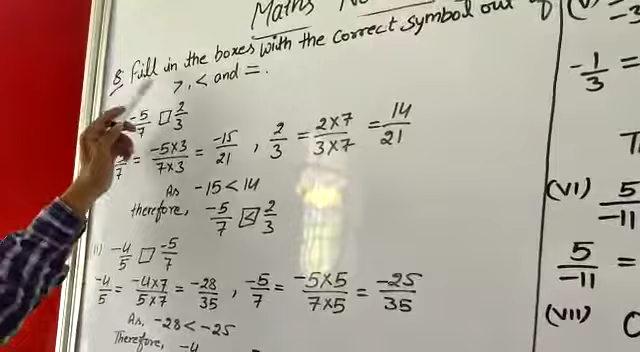 Maths
8. Fill in the boxes with the correct symbol out of
>, < and =.
-5/7 □ 2/3
/7 = -5×3/7×3 = -15/21 , 2/3 = 2×7/3×7 = 14/21
As -15 < 14
therefore, -5/7 [<] 2/3
-4/5 □ -5/7
-4/5 = -4×7/5×7 = -28/35 , -5/7 = -5×5/7×5 = -25/35
As, -28 < -25
Therefore, -4
(V)
-3
-1/3 =
(VI) 5/-11
5/-11 =
(VII)